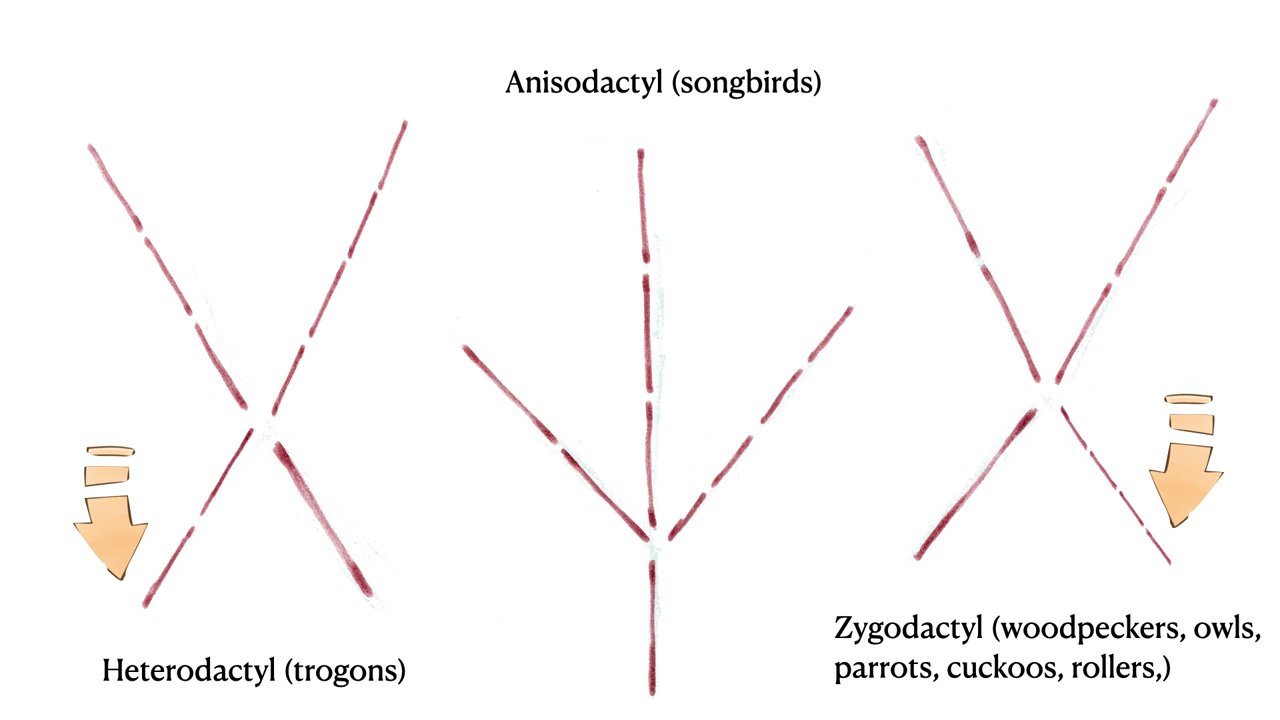 Anisodactyl (songbirds)
Heterodactyl (trogons)
Zygodactyl (woodpeckers, owls,
parrots, cuckoos, rollers,)